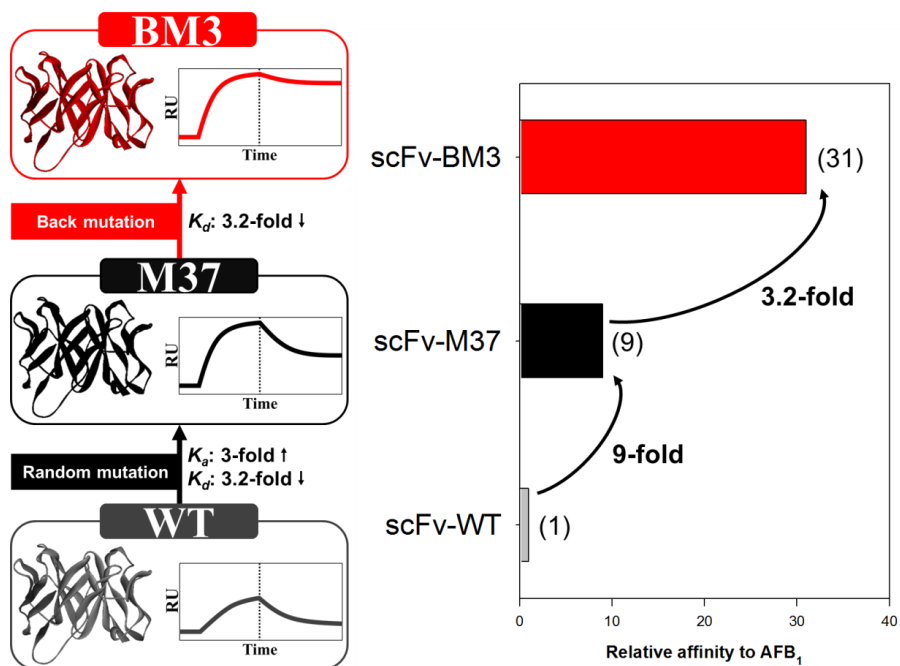 BM3
RU
Time
Back mutation
Kd: 3.2-fold ↓
M37
RU
Time
Random mutation
Ka: 3-fold ↑
Kd: 3.2-fold ↓
WT
RU
Time
scFv-BM3
(31)
3.2-fold
scFv-M37
(9)
9-fold
scFv-WT
(1)
0 10 20 30 40
Relative affinity to AFB1